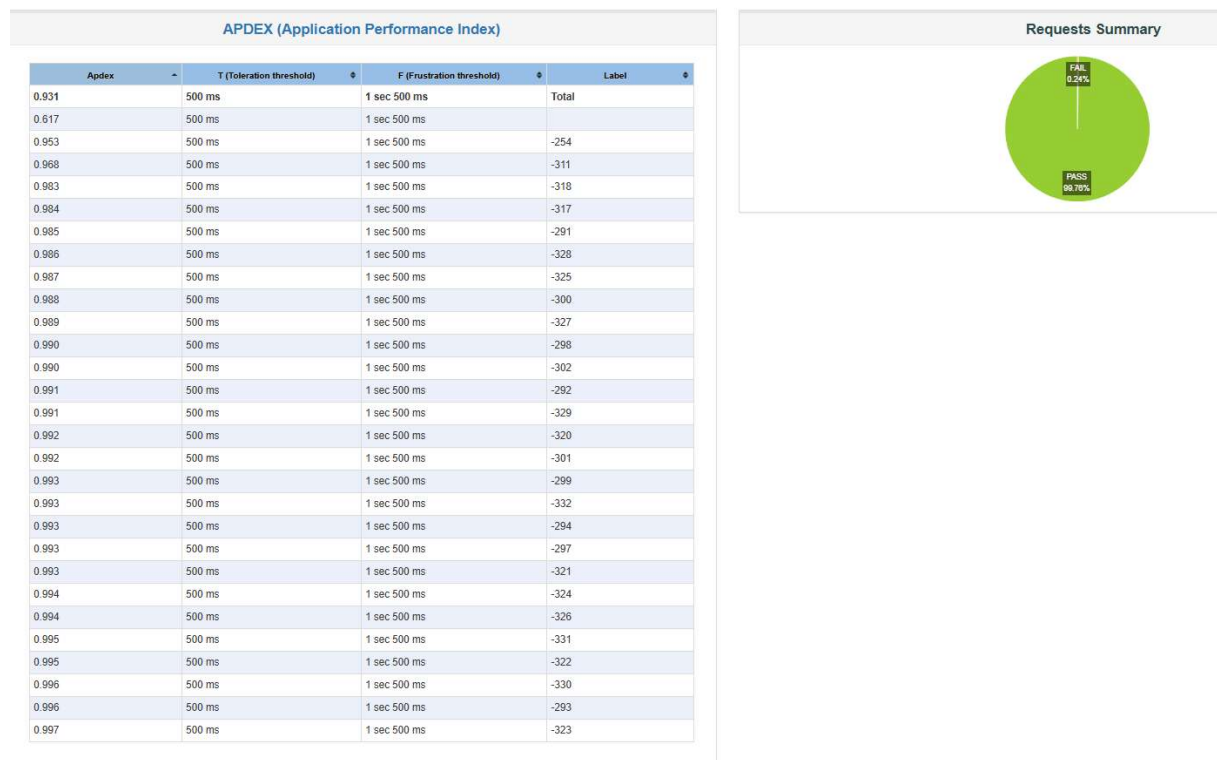 APDEX (Application Performance Index)
Apdex T (Toleration threshold) F (Frustration threshold) Label
0.931 500 ms 1 sec 500 ms Total
0.617 500 ms 1 sec 500 ms
0.953 500 ms 1 sec 500 ms -254
0.968 500 ms 1 sec 500 ms -311
0.983 500 ms 1 sec 500 ms -318
0.984 500 ms 1 sec 500 ms -317
0.985 500 ms 1 sec 500 ms -291
0.986 500 ms 1 sec 500 ms -328
0.987 500 ms 1 sec 500 ms -325
0.988 500 ms 1 sec 500 ms -300
0.989 500 ms 1 sec 500 ms -327
0.990 500 ms 1 sec 500 ms -298
0.990 500 ms 1 sec 500 ms -302
0.991 500 ms 1 sec 500 ms -292
0.991 500 ms 1 sec 500 ms -329
0.992 500 ms 1 sec 500 ms -320
0.992 500 ms 1 sec 500 ms -301
0.993 500 ms 1 sec 500 ms -299
0.993 500 ms 1 sec 500 ms -332
0.993 500 ms 1 sec 500 ms -294
0.993 500 ms 1 sec 500 ms -297
0.993 500 ms 1 sec 500 ms -321
0.994 500 ms 1 sec 500 ms -324
0.994 500 ms 1 sec 500 ms -326
0.995 500 ms 1 sec 500 ms -331
0.995 500 ms 1 sec 500 ms -322
0.996 500 ms 1 sec 500 ms -330
0.996 500 ms 1 sec 500 ms -293
0.997 500 ms 1 sec 500 ms -323
Requests Summary
FAIL
0.24%
PASS
99.76%